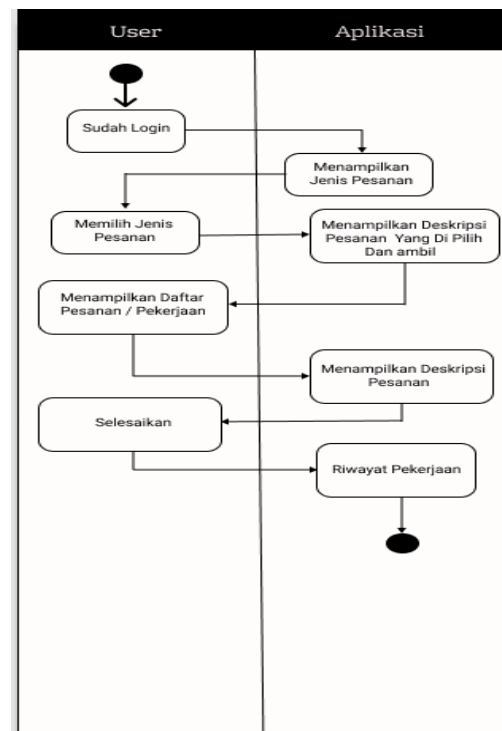 User
Aplikasi
Sudah Login
Menampilkan
Jenis Pesanan
Memilih Jenis
Pesanan
Menampilkan Deskripsi
Pesanan Yang Di Pilih
Dan ambil
Menampilkan Daftar
Pesanan / Pekerjaan
Menampilkan Deskripsi
Pesanan
Selesaikan
Riwayat Pekerjaan